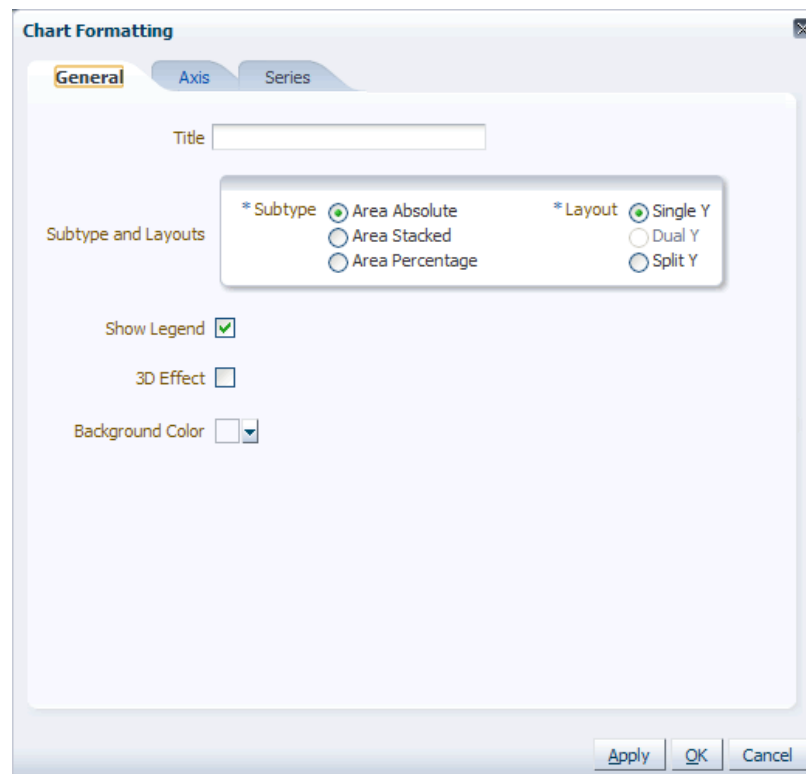 Chart Formatting
General Axis Series
Title
Subtype and Layouts
* Subtype Area Absolute
Area Stacked
Area Percentage
* Layout Single Y
Dual Y
Split Y
Show Legend
3D Effect
Background Color
Apply OK Cancel